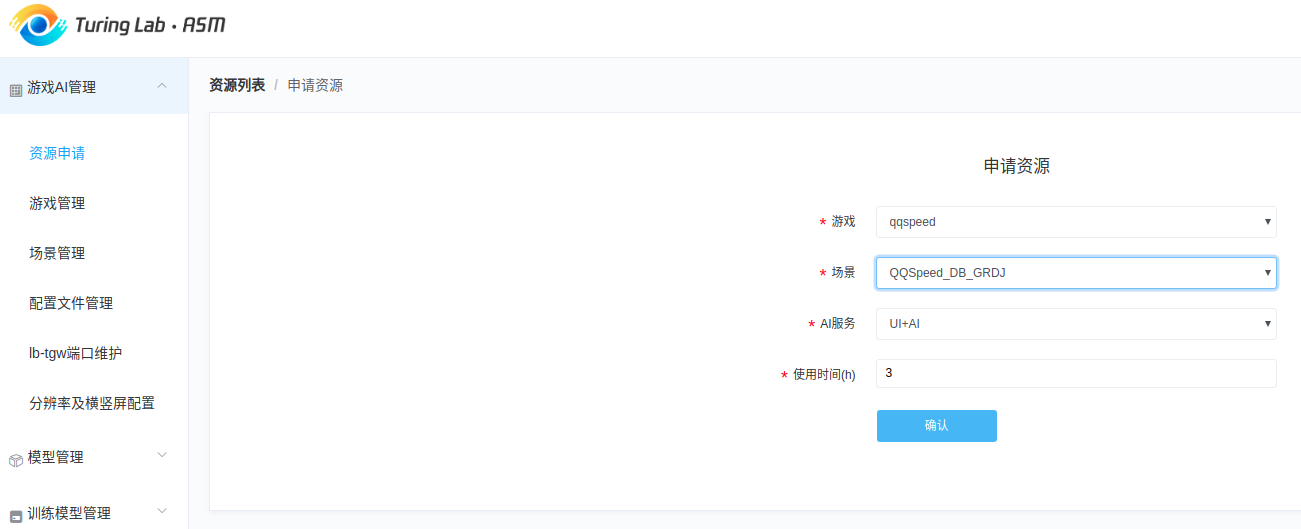 Turing Lab · ASM
游戏AI管理
资源申请
游戏管理
场景管理
配置文件管理
lb-tgw端口维护
分辨率及横竖屏配置
模型管理
训练模型管理
资源列表 / 申请资源
申请资源
* 游戏 qqspeed
* 场景 QQSpeed_DB_GRDJ
* AI服务 UI+AI
* 使用时间(h) 3
确认